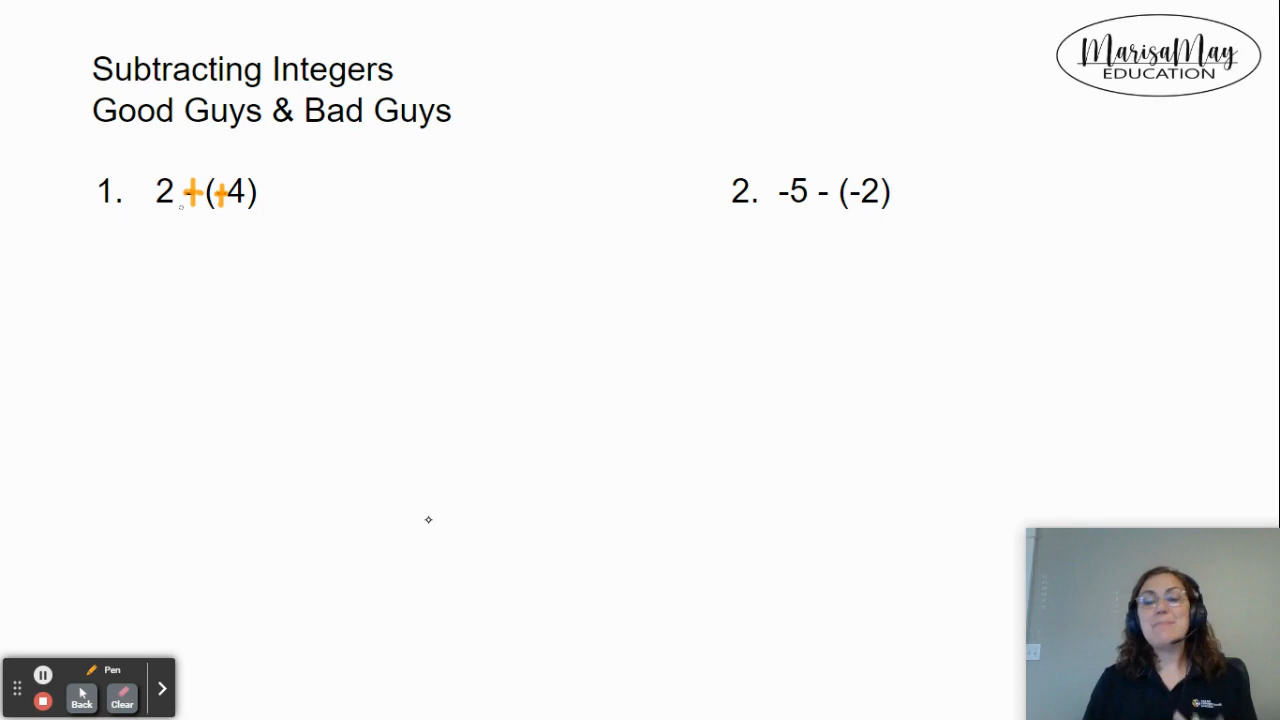 Subtracting Integers
Good Guys & Bad Guys
MarisaMay
EDUCATION
1. 2 + (+4)
2. -5 - (-2)
Pen
Back Clear